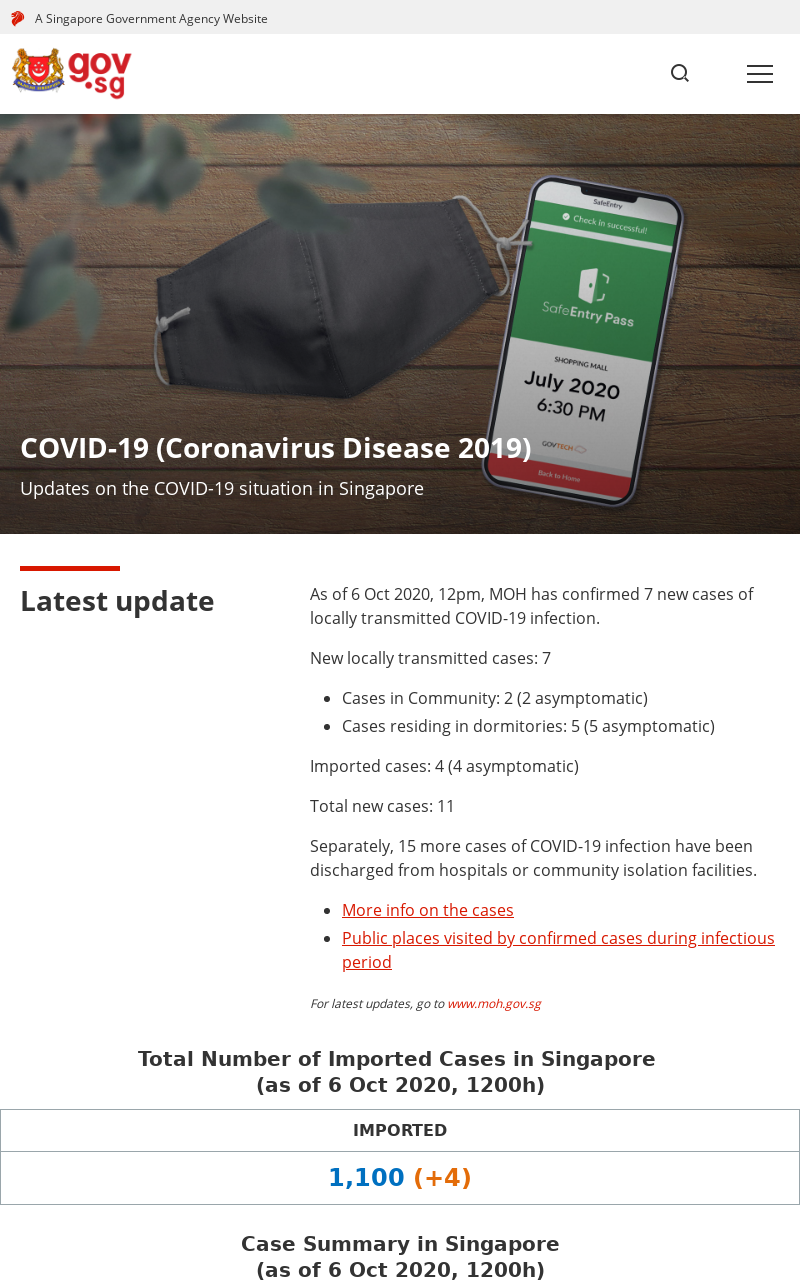 A Singapore Government Agency Website
gov
.sg
SafeEntry
Check in successful!
SafeEntry Pass
SHOPPING MALL
July 2020
6:30 PM
GOVTECH
Back to Home
COVID-19 (Coronavirus Disease 2019)
Updates on the COVID-19 situation in Singapore
Latest update
As of 6 Oct 2020, 12pm, MOH has confirmed 7 new cases of
locally transmitted COVID-19 infection.
New locally transmitted cases: 7
Cases in Community: 2 (2 asymptomatic)
Cases residing in dormitories: 5 (5 asymptomatic)
Imported cases: 4 (4 asymptomatic)
Total new cases: 11
Separately, 15 more cases of COVID-19 infection have been
discharged from hospitals or community isolation facilities.
More info on the cases
Public places visited by confirmed cases during infectious
period
For latest updates, go to www.moh.gov.sg
Total Number of Imported Cases in Singapore
(as of 6 Oct 2020, 1200h)
IMPORTED
1,100 (+4)
Case Summary in Singapore
(as of 6 Oct 2020, 1200h)